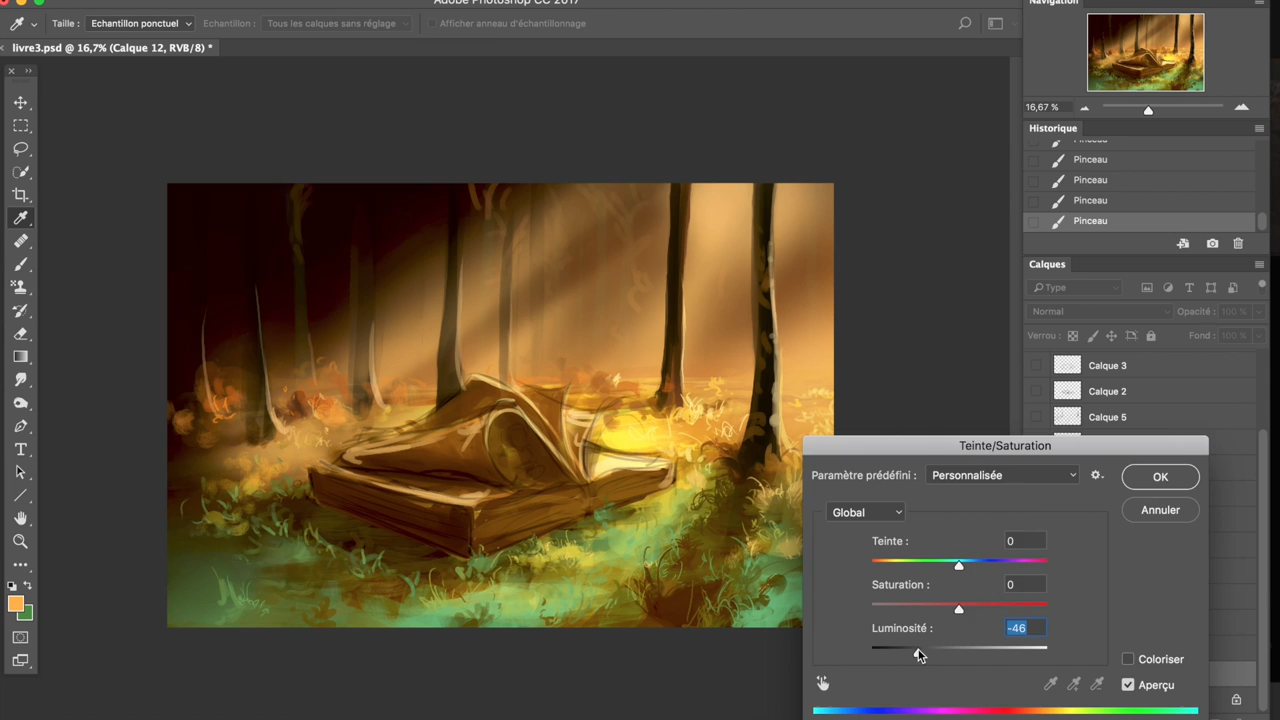 Adobe Photoshop CC 2017
Navigation
Taille : Echantillon ponctuel Echantillon : Tous les calques sans réglage Afficher anneau d'échantillonnage
livre3.psd @ 16,7% (Calque 12, RVB/8) *
16,67 %
Historique
Pinceau
Pinceau
Pinceau
Pinceau
Pinceau
Calques
Type
Normal Opacité : 100 %
Verrou : Fond : 100 %
Calque 3
Calque 2
Calque 5
Teinte/Saturation
Paramètre prédéfini : Personnalisée OK
Global Annuler
Teinte : 0
Saturation : 0
Luminosité : -46
Coloriser
Aperçu